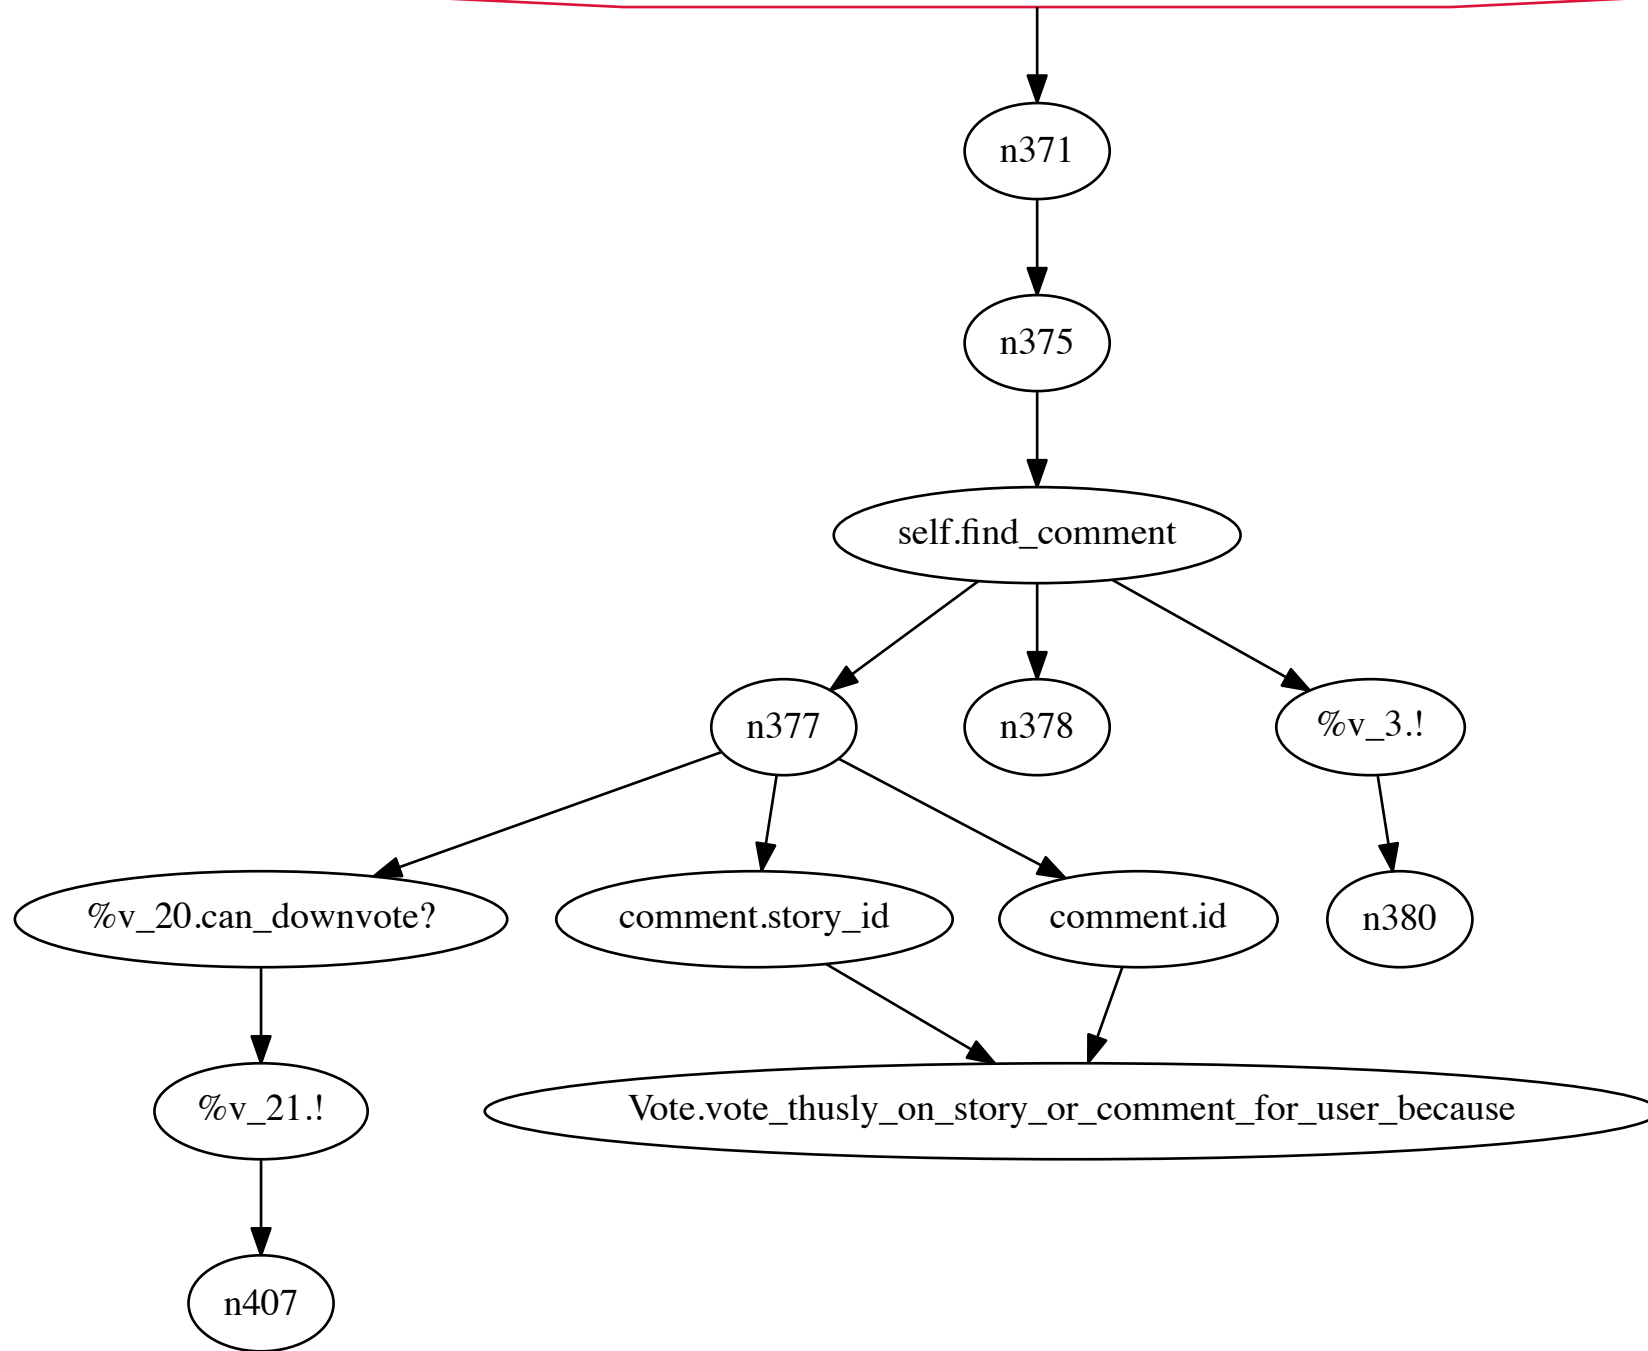 n371
n375
self.find_comment
n377
n378
%v_3.!
%v_20.can_downvote?
comment.story_id
comment.id
n380
%v_21.!
Vote.vote_thusly_on_story_or_comment_for_user_because
n407